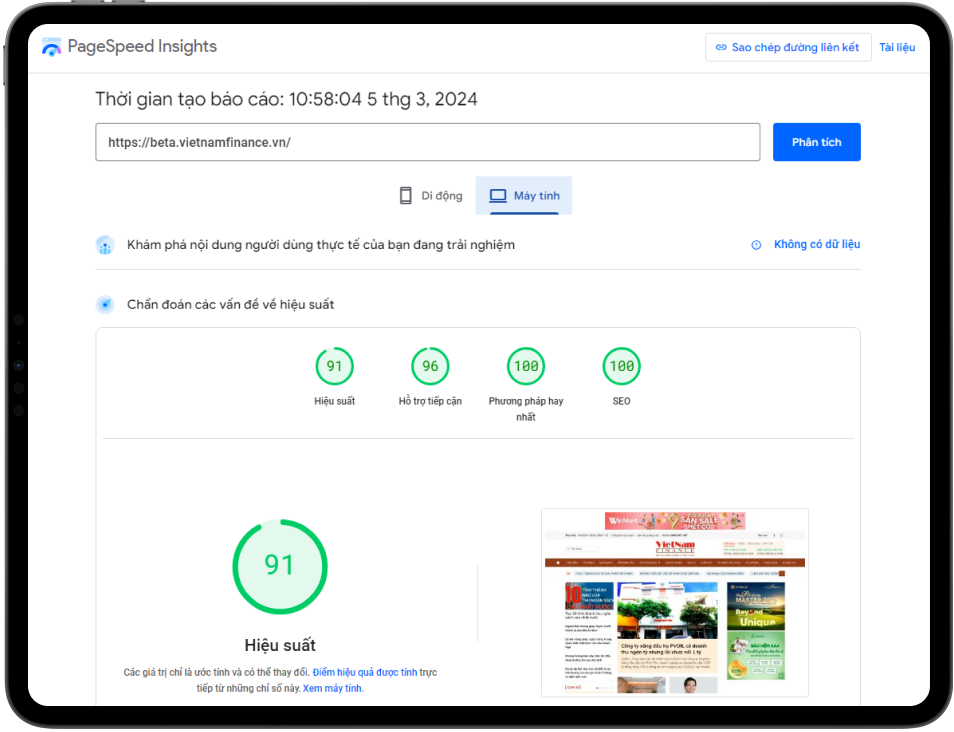 PageSpeed Insights
Sao chép đường liên kết
Tài liệu
Thời gian tạo báo cáo: 10:58:04 5 thg 3, 2024
https://beta.vietnamfinance.vn/
Phân tích
Di động
Máy tính
Khám phá nội dung người dùng thực tế của bạn đang trải nghiệm
Không có dữ liệu
Chẩn đoán các vấn đề về hiệu suất
91
96
100
100
Hiệu suất
Hỗ trợ tiếp cận
Phương pháp hay
nhất
SEO
91
Hiệu suất
Các giá trị chỉ là ước tính và có thể thay đổi. Điểm hiệu quả được tính trực
tiếp từ những chỉ số này. Xem máy tính.
WinMart
SĂN SALE
HẾT CỠ
VietNam
FINANCE
10
MASTER
Beyond
Unique
Công ty xăng dầu họ PVOIL có doanh
thu ngàn tỷ nhưng lãi chưa nổi 1 tỷ